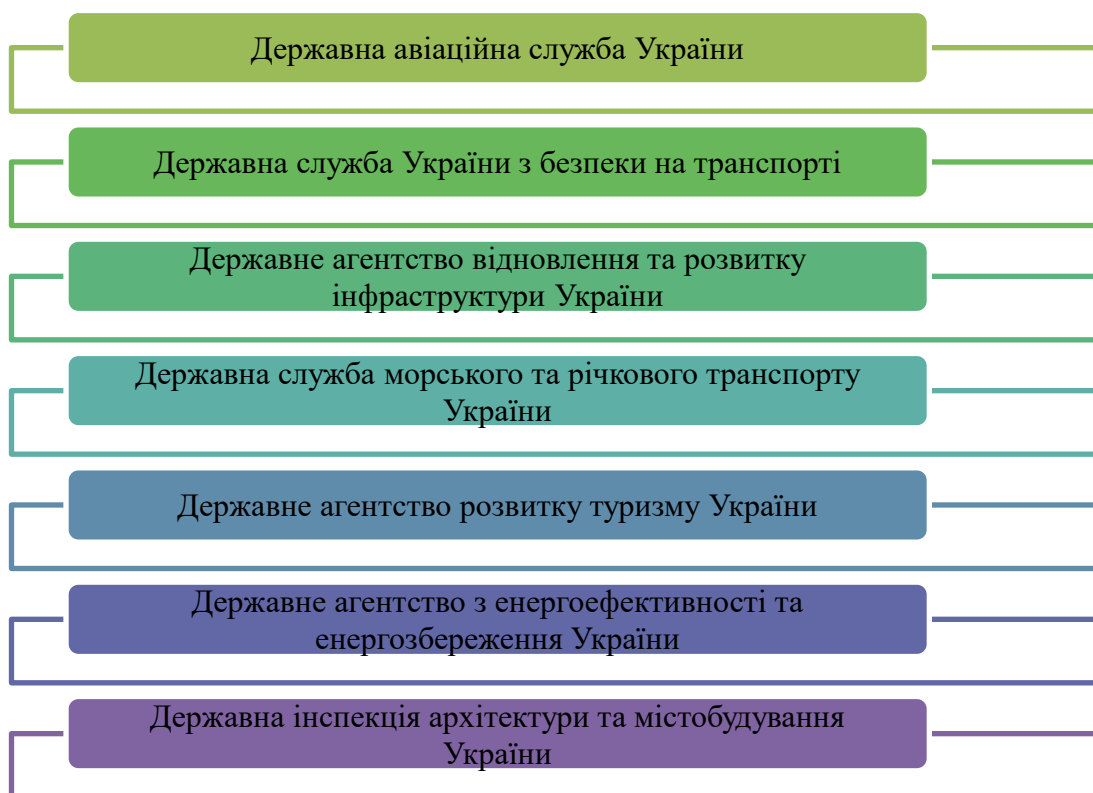 Державна авіаційна служба України
Державна служба України з безпеки на транспорті
Державне агентство відновлення та розвитку
інфраструктури України
Державна служба морського та річкового транспорту
України
Державне агентство розвитку туризму України
Державне агентство з енергоефективності та
енергозбереження України
Державна інспекція архітектури та містобудування
України